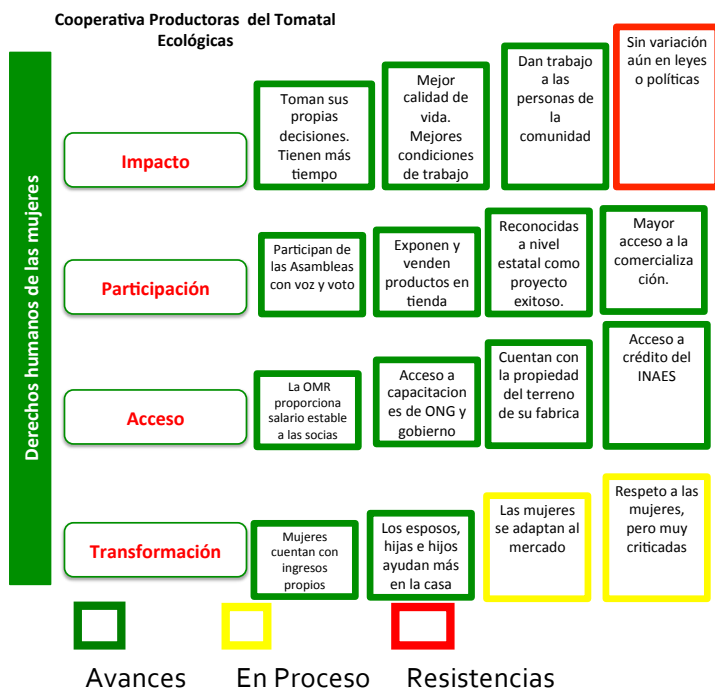 Cooperativa Productoras del Tomatal
Ecológicas
Derechos humanos de las mujeres
Impacto
Toman sus
propias
decisiones.
Tienen más
tiempo
Mejor
calidad de
vida.
Mejores
condiciones
de trabajo
Dan trabajo
a las
personas de
la
comunidad
Sin variación
aún en leyes
o políticas
Participación
Participan de
las Asambleas
con voz y voto
Exponen y
venden
productos en
tienda
Reconocidas
a nivel
estatal como
proyecto
exitoso.
Mayor
acceso a la
comercializa
ción.
Acceso
La OMR
proporciona
salario estable
a las socias
Acceso a
capacitacion
es de ONG y
gobierno
Cuentan con
la propiedad
del terreno
de su fabrica
Acceso a
crédito del
INAES
Transformación
Mujeres
cuentan con
ingresos
propios
Los esposos,
hijas e hijos
ayudan más
en la casa
Las mujeres
se adaptan al
mercado
Respeto a las
mujeres,
pero muy
criticadas
Avances
En Proceso
Resistencias